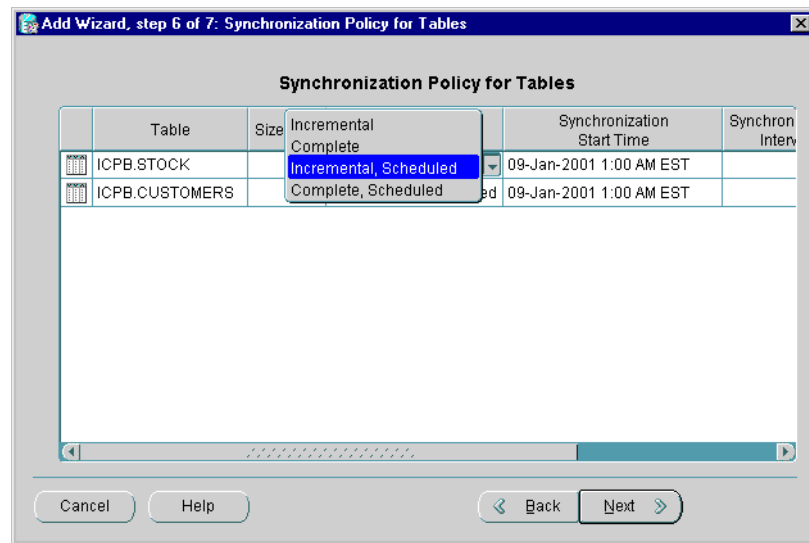 Add Wizard, step 6 of 7: Synchronization Policy for Tables
Synchronization Policy for Tables
Table
Size
Synchronization
Start Time
Synchron
Interv
Incremental
Complete
Incremental, Scheduled
Complete, Scheduled
ICPB.STOCK
09-Jan-2001 1:00 AM EST
ICPB.CUSTOMERS
ed
09-Jan-2001 1:00 AM EST
Cancel
Help
Back
Next